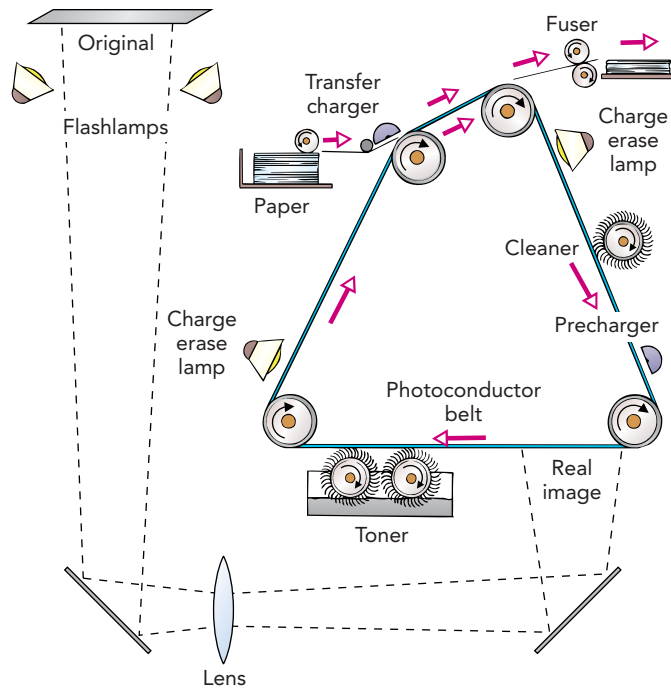 Original
Flashlamps
Fuser
Transfer
charger
Charge
erase
lamp
Paper
Cleaner
Precharger
Charge
erase
lamp
Photoconductor
belt
Real
image
Toner
Lens